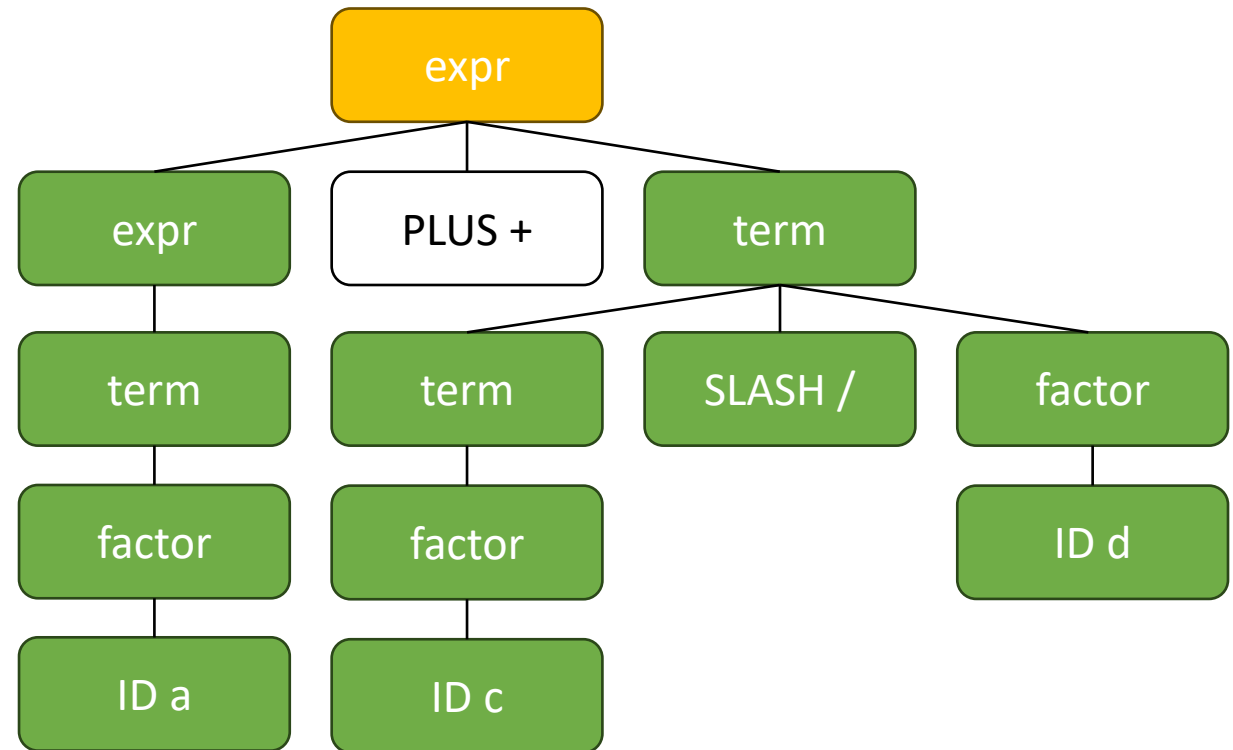 expr
expr
PLUS +
term
term
term
SLASH /
factor
factor
factor
ID d
ID a
ID c